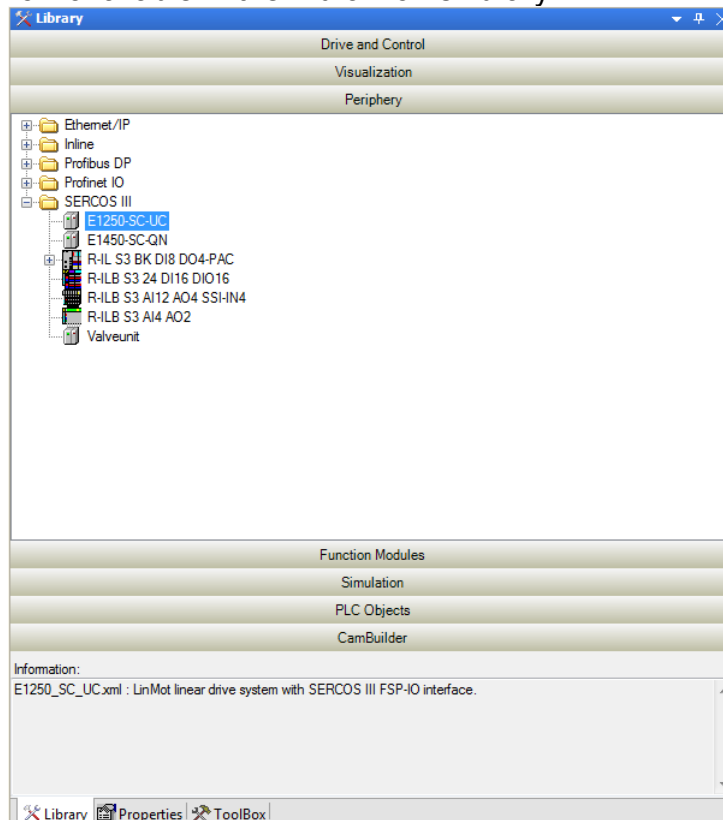 Library
Drive and Control
Visualization
Periphery
Ethernet/IP
Inline
Profibus DP
Profinet IO
SERCOS III
E1250-SC-UC
E1450-SC-QN
R-IL S3 BK DI8 DO4-PAC
R-ILB S3 24 DI16 DIO16
R-ILB S3 AI12 AO4 SSI-IN4
R-ILB S3 AI4 AO2
Valveunit
Function Modules
Simulation
PLC Objects
CamBuilder
Information:
E1250_SC_UC.xml : LinMot linear drive system with SERCOS III FSP-IO interface.
Library Properties ToolBox